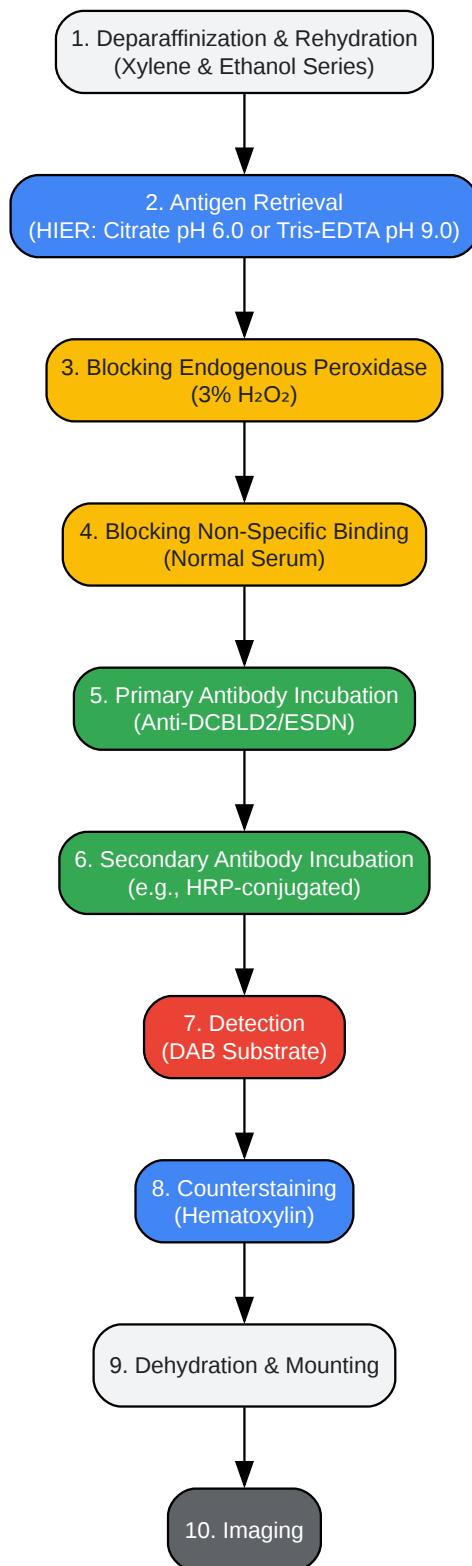 1. Deparaffinization & Rehydration
(Xylene & Ethanol Series)
2. Antigen Retrieval
(HIER: Citrate pH 6.0 or Tris-EDTA pH 9.0)
3. Blocking Endogenous Peroxidase
(3% H₂O₂)
4. Blocking Non-Specific Binding
(Normal Serum)
5. Primary Antibody Incubation
(Anti-DCBLD2/ESDN)
6. Secondary Antibody Incubation
(e.g., HRP-conjugated)
7. Detection
(DAB Substrate)
8. Counterstaining
(Hematoxylin)
9. Dehydration & Mounting
10. Imaging